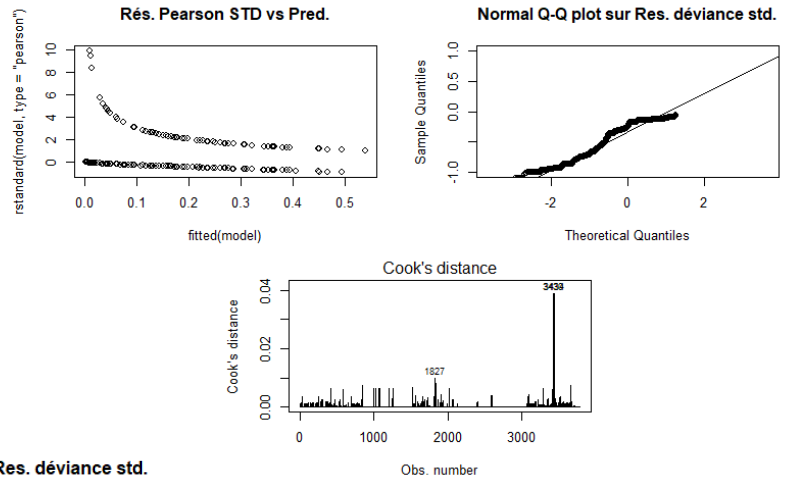 Rés. Pearson STD vs Pred.
rstandard(model, type = "pearson")
10
8
6
4
2
0
0.0 0.1 0.2 0.3 0.4 0.5
fitted(model)
Normal Q-Q plot sur Res. déviance std.
Sample Quantiles
1.0
0.5
0.0
-1.0
-2 0 2
Theoretical Quantiles
Cook's distance
Cook's distance
0.04
0.02
0.00
1827
0 1000 2000 3000
Obs. number
Res. déviance std.